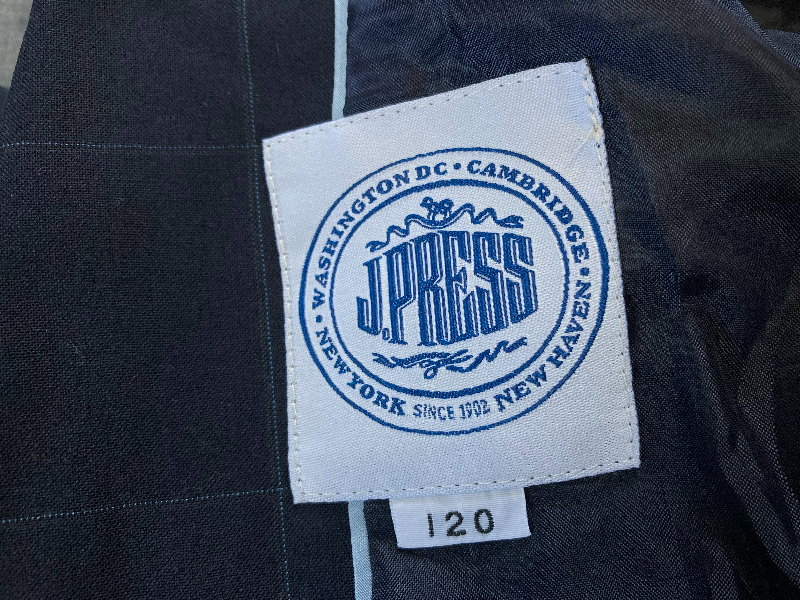 WASHINGTON DC • CAMBRIDGE •
NEW YORK SINCE 1902 NEW HAVEN •
J. PRESS
120